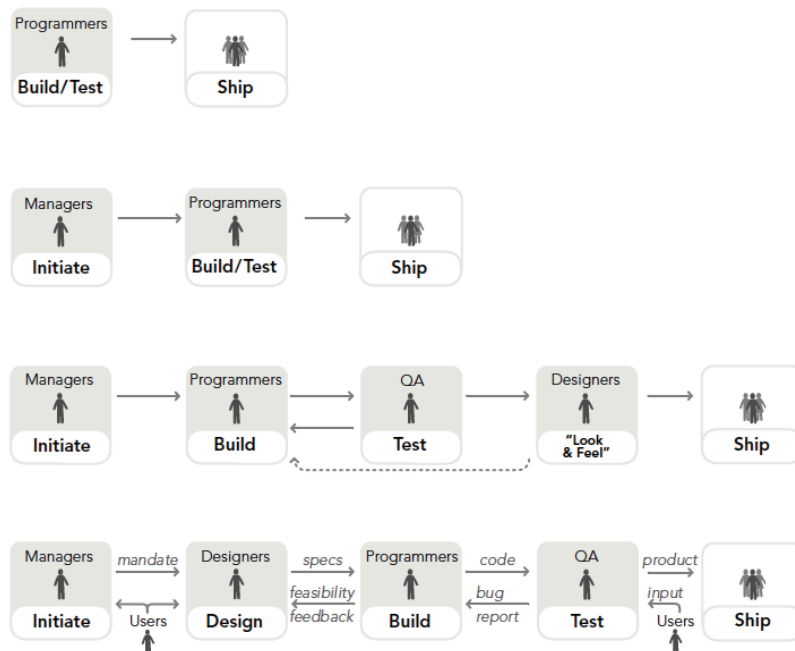 Programmers
Build/Test
Ship
Managers
Programmers
Initiate
Build/Test
Ship
Managers
Programmers
QA
Designers
Initiate
Build
Test
"Look
& Feel"
Ship
Managers
mandate
Designers
specs
Programmers
code
QA
product
feasibility
bug
input
Initiate
Users
Design
feedback
Build
report
Test
Users
Ship